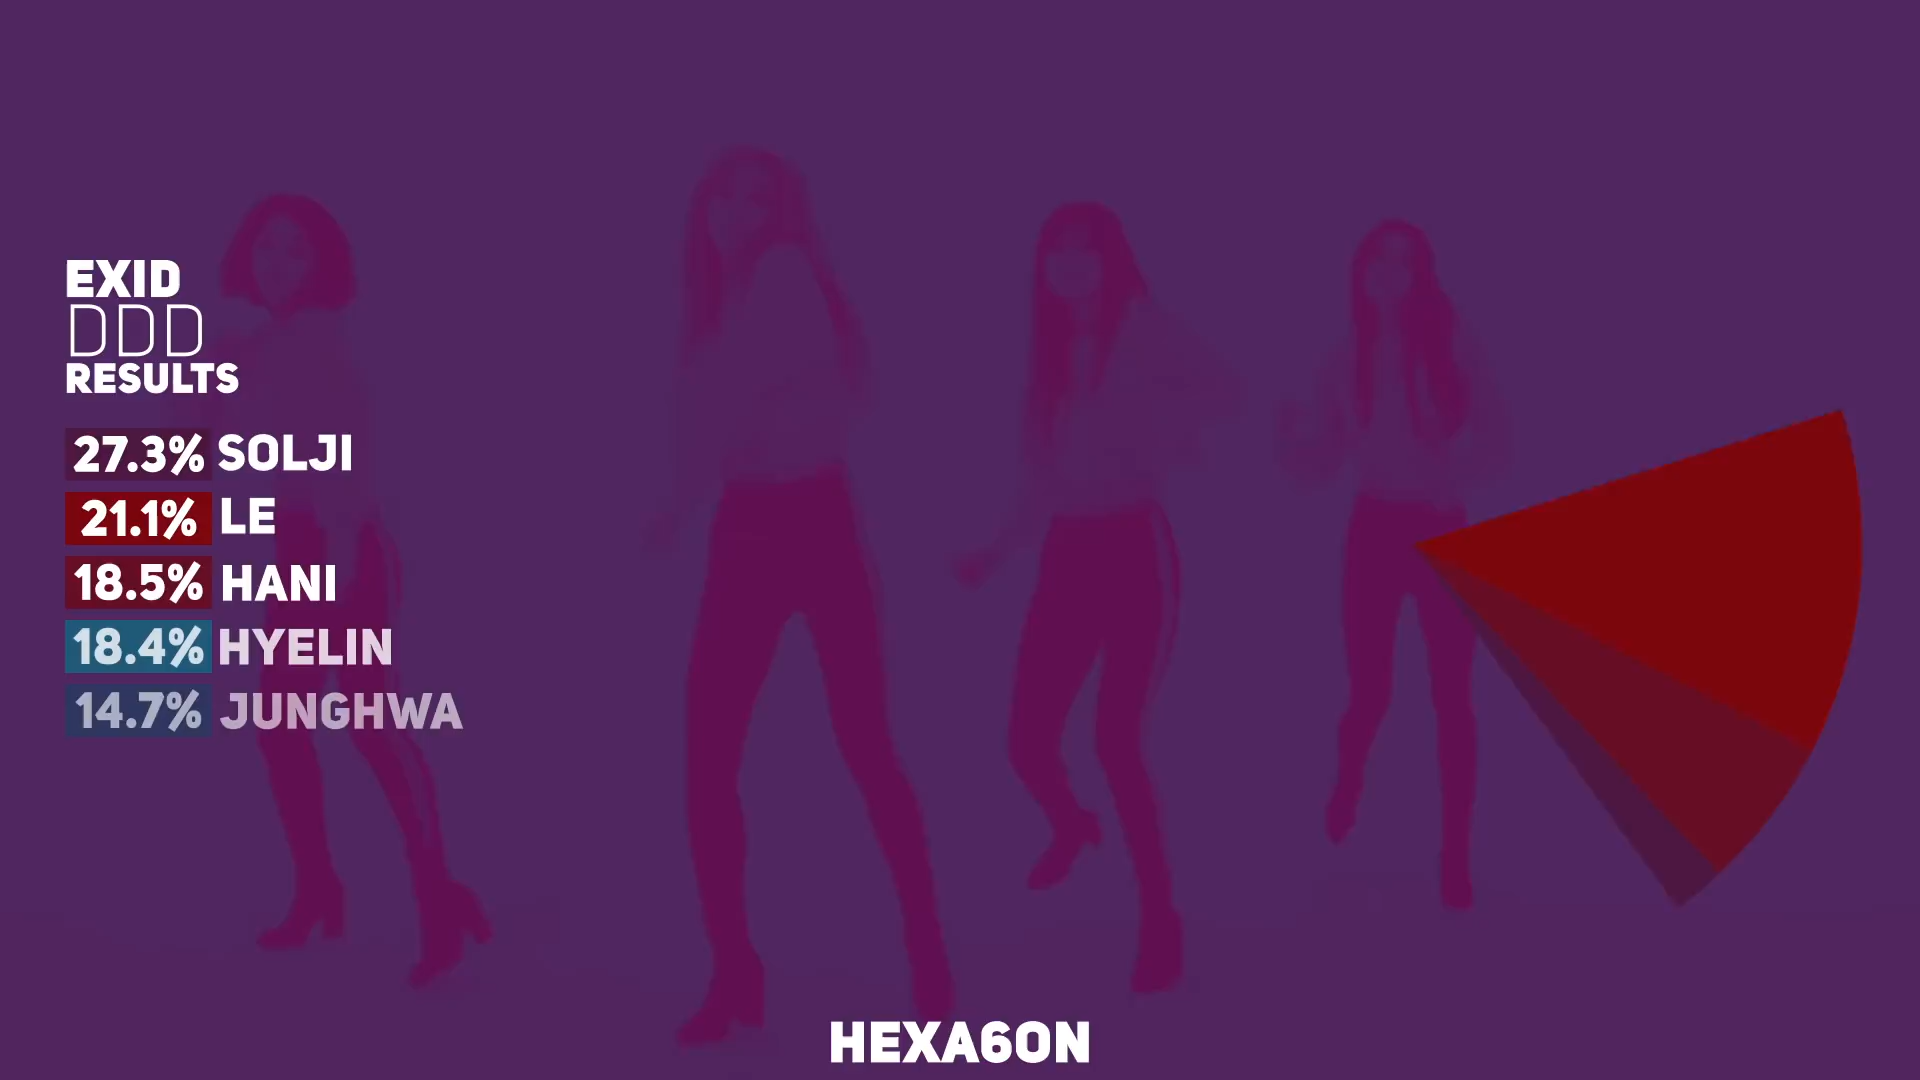 EXID
DDD
RESULTS
27.3% SOLJI
21.1% LE
18.5% HANI
18.4% HYELIN
14.7% JUNGHWA
HEXA6ON